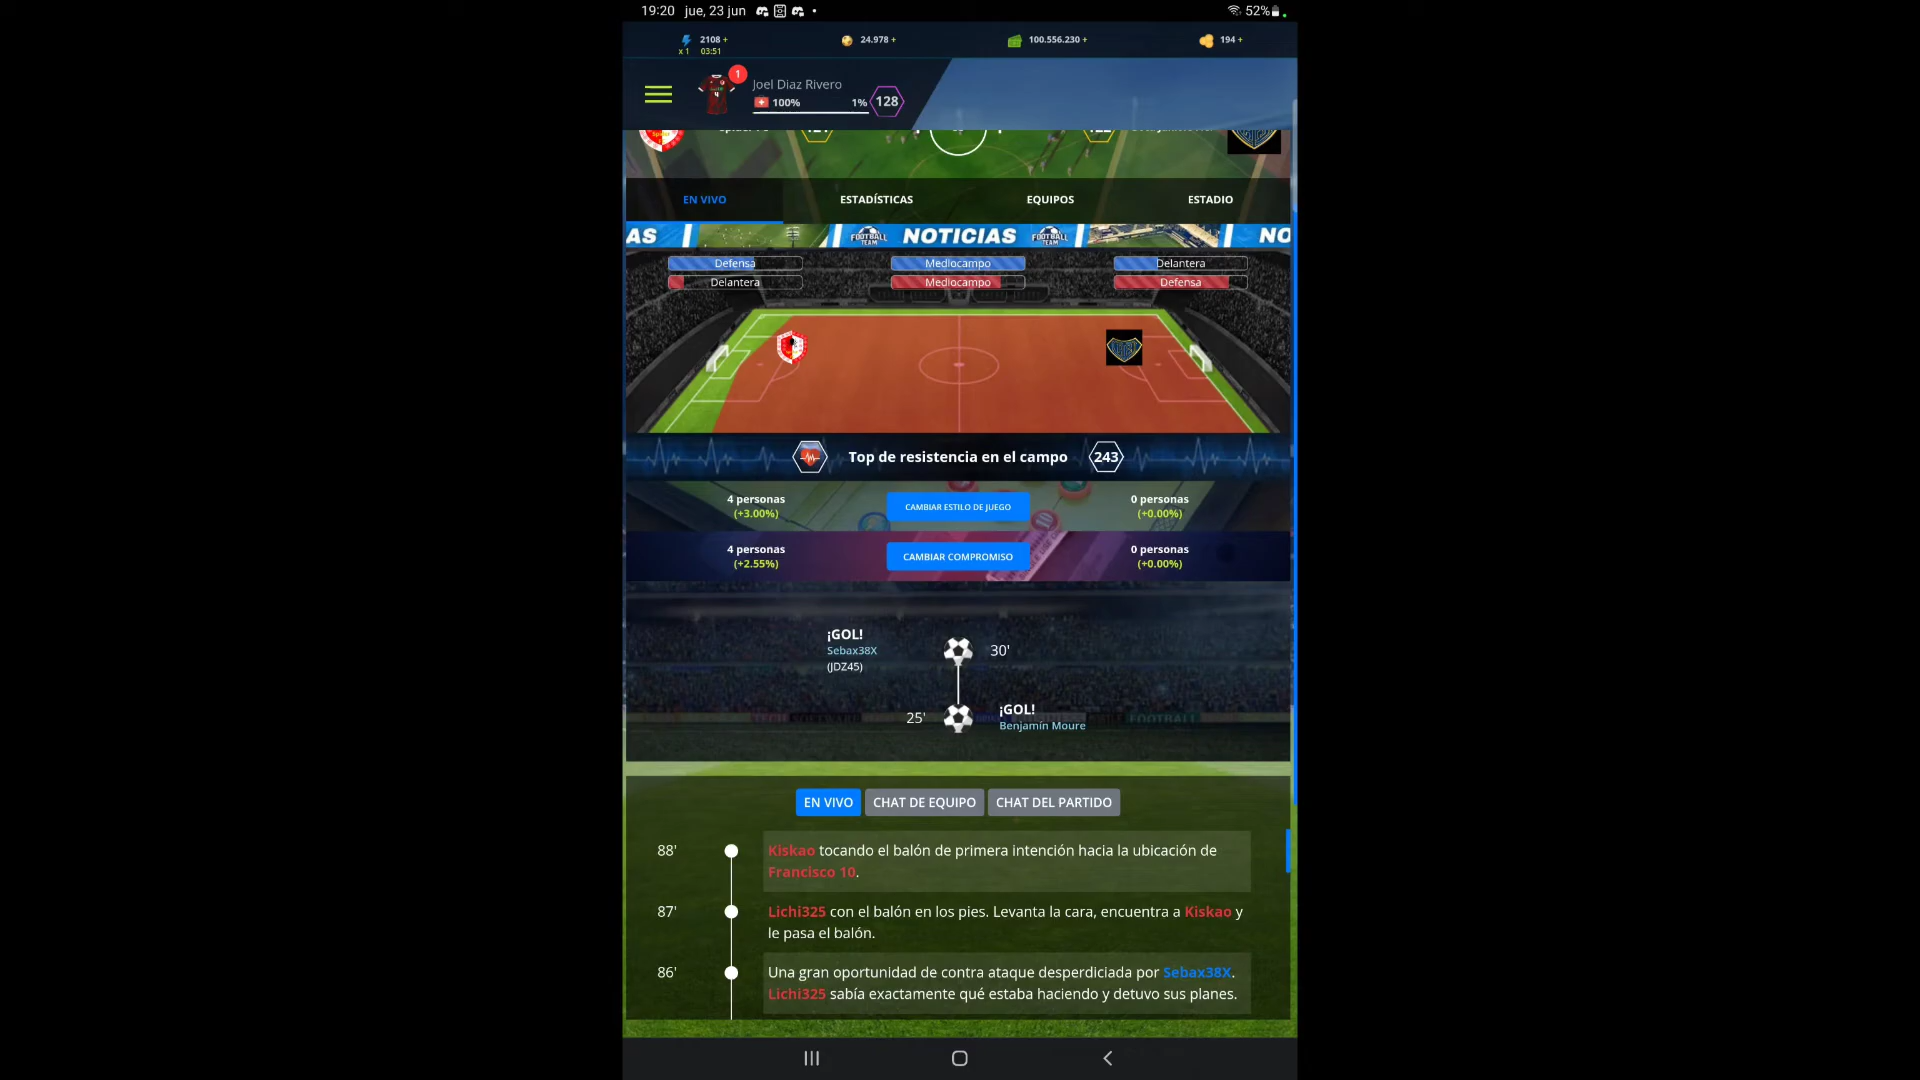 19:20 jue, 23 jun
52%
2108 +
x 1 03:51
24.978 +
100.556.230 +
194 +
1
Joel Diaz Rivero
100% 1% 128
EN VIVO ESTADÍSTICAS EQUIPOS ESTADIO
AS FOOTBALL TEAM NOTICIAS FOOTBALL TEAM NO
Defensa Mediocampo Delantera
Delantera Mediocampo Defensa
Top de resistencia en el campo 243
4 personas CAMBIAR ESTILO DE JUEGO 0 personas
(+3.00%) (+0.00%)
4 personas CAMBIAR COMPROMISO 0 personas
(+2.55%) (+0.00%)
¡GOL!
Sebax38X 30'
(JDZ45)
25' ¡GOL!
Benjamín Moure
EN VIVO CHAT DE EQUIPO CHAT DEL PARTIDO
88' Kiskao tocando el balón de primera intención hacia la ubicación de
Francisco 10.
87' Lichi325 con el balón en los pies. Levanta la cara, encuentra a Kiskao y
le pasa el balón.
86' Una gran oportunidad de contra ataque desperdiciada por Sebax38X.
Lichi325 sabía exactamente qué estaba haciendo y detuvo sus planes.